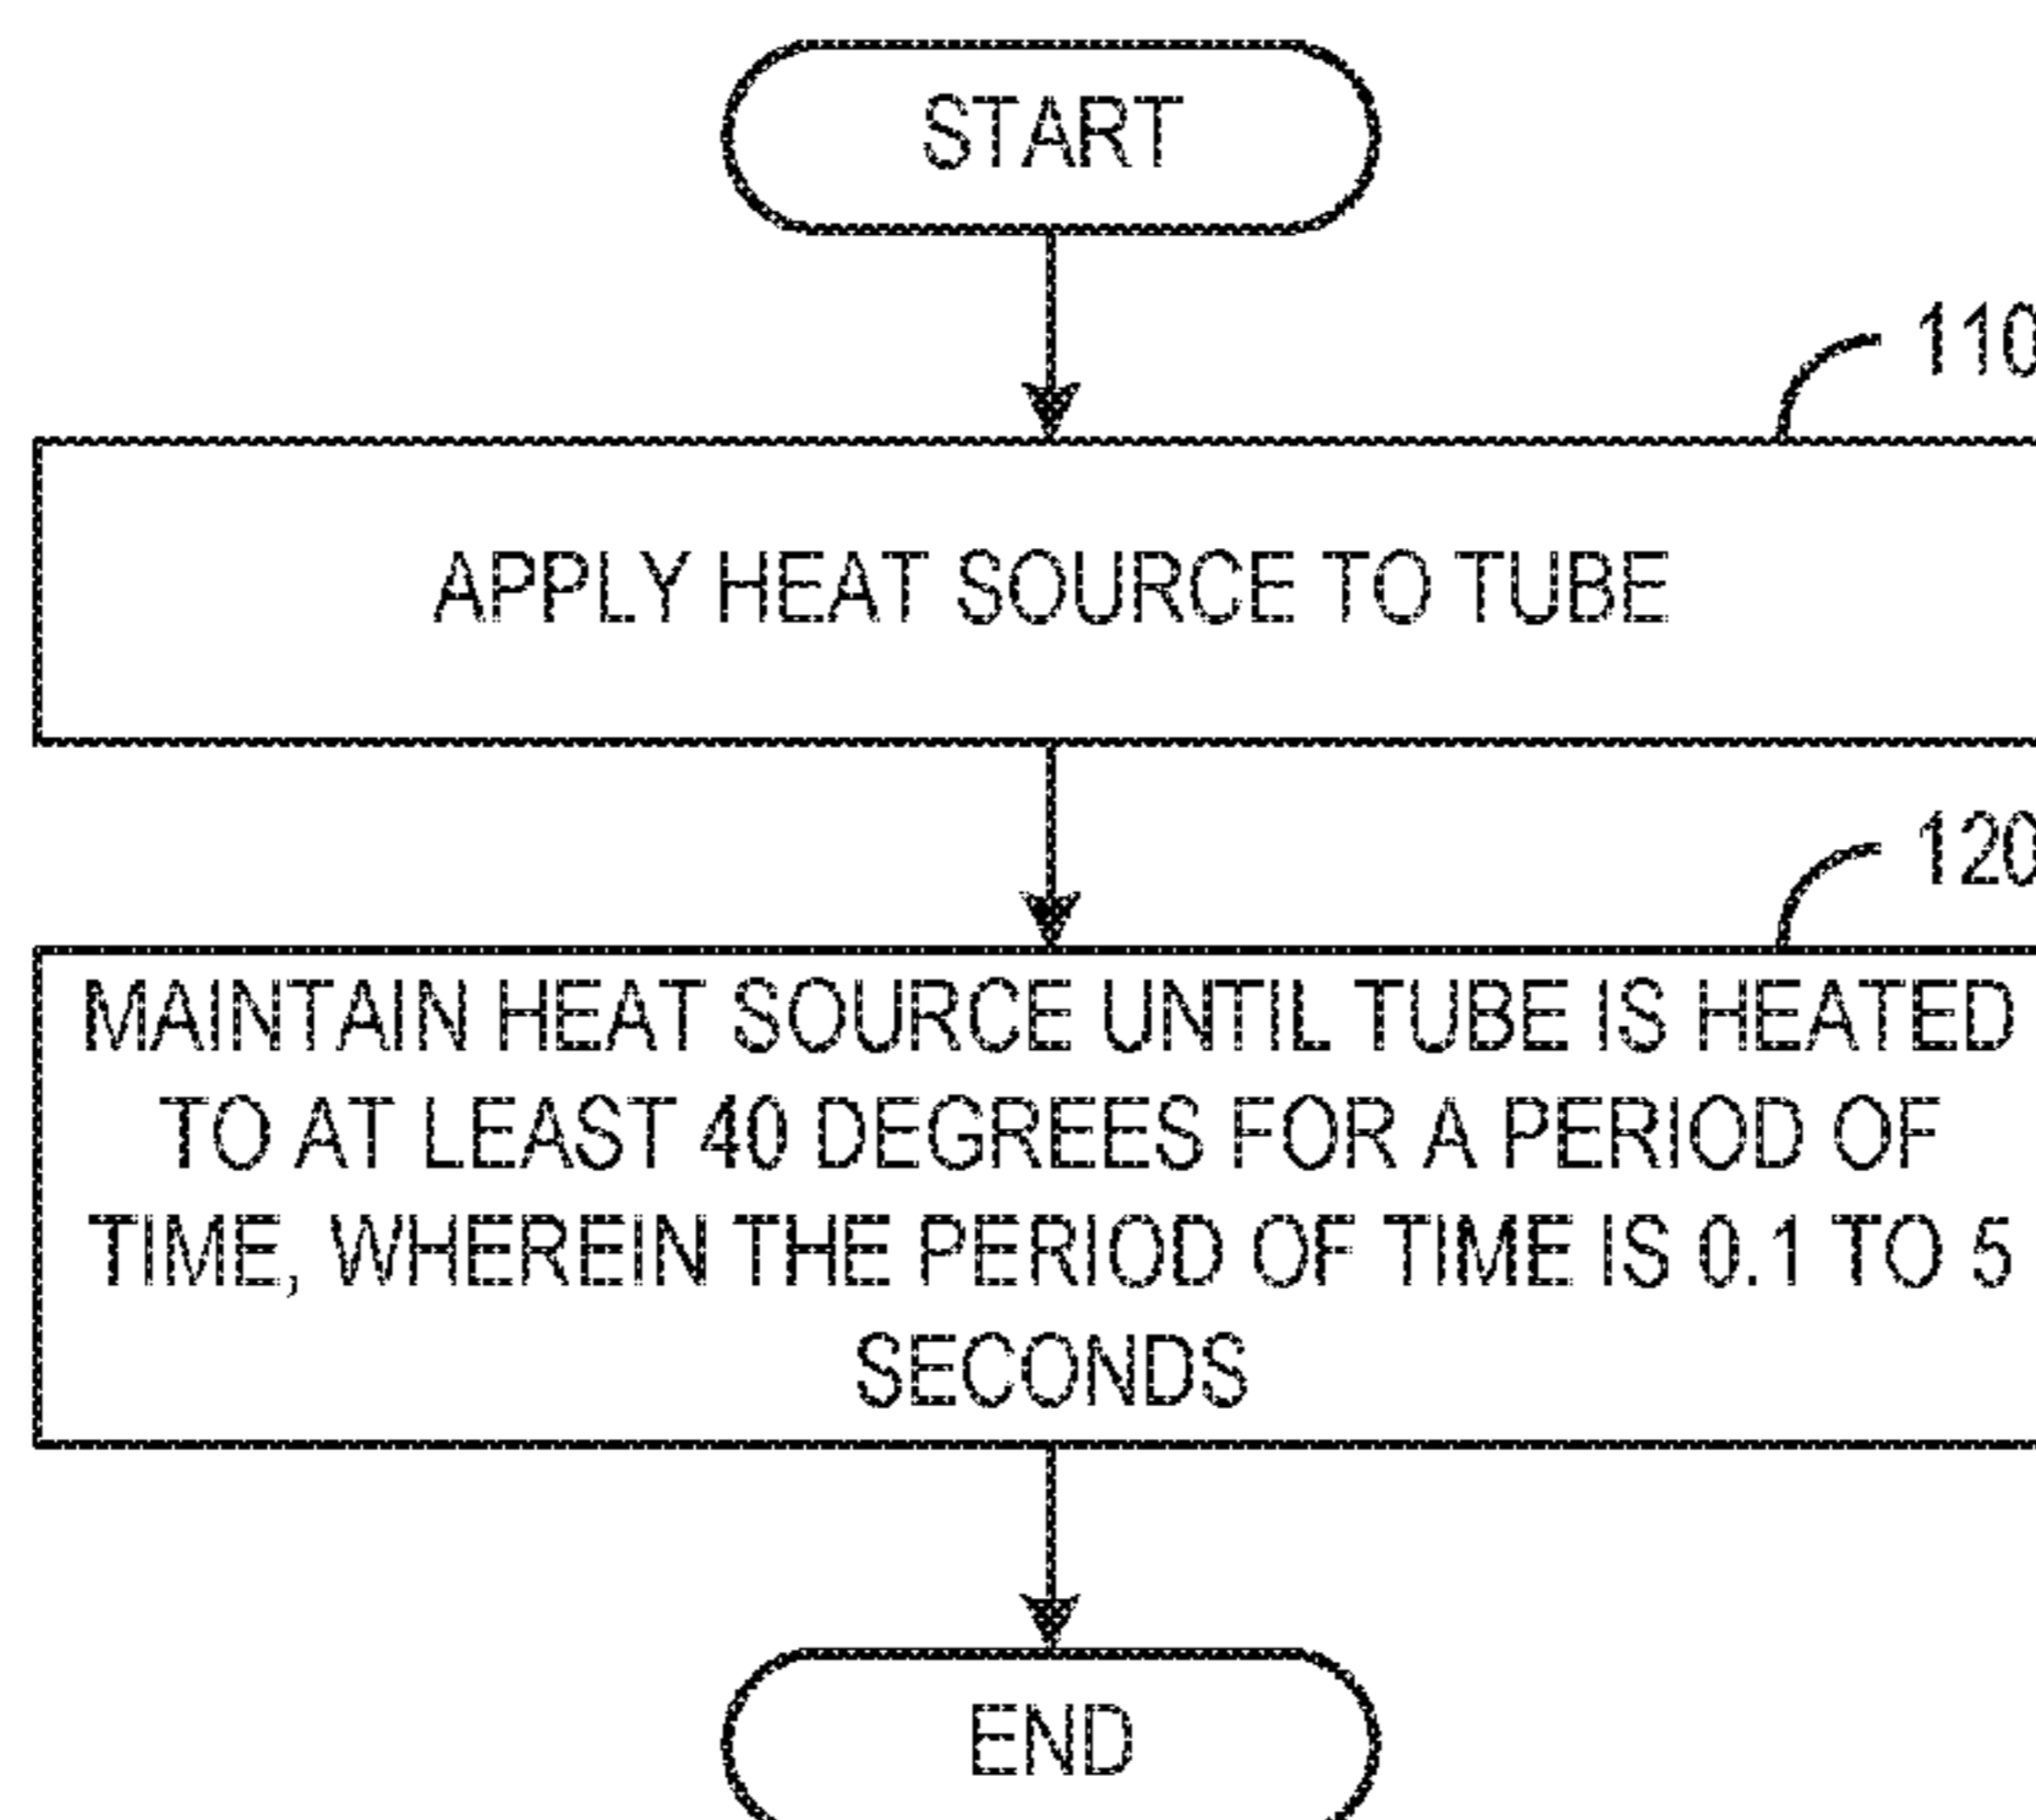 START
110
APPLY HEAT SOURCE TO TUBE
120
MAINTAIN HEAT SOURCE UNTIL TUBE IS HEATED
TO AT LEAST 40 DEGREES FOR A PERIOD OF
TIME, WHEREIN THE PERIOD OF TIME IS 0.1 TO 5
SECONDS
END